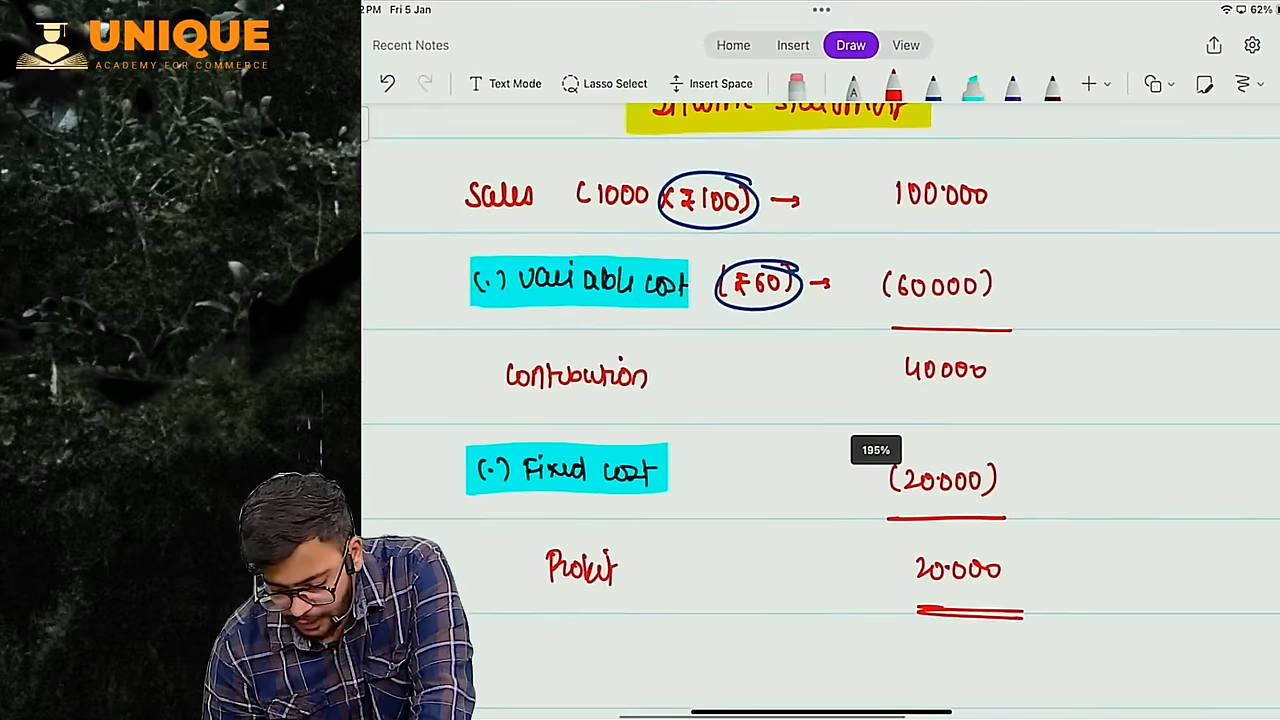 2PM Fri 5 Jan
62%
UNIQUE
ACADEMY FOR COMMERCE
Recent Notes
Home Insert Draw View
Text Mode Lasso Select Insert Space
Sales (1000 x ₹100) → 100.000
(-) Variable cost (₹60) → (60000)
Contribution 40000
195%
(-) Fixed cost (20.000)
Profit 20.000